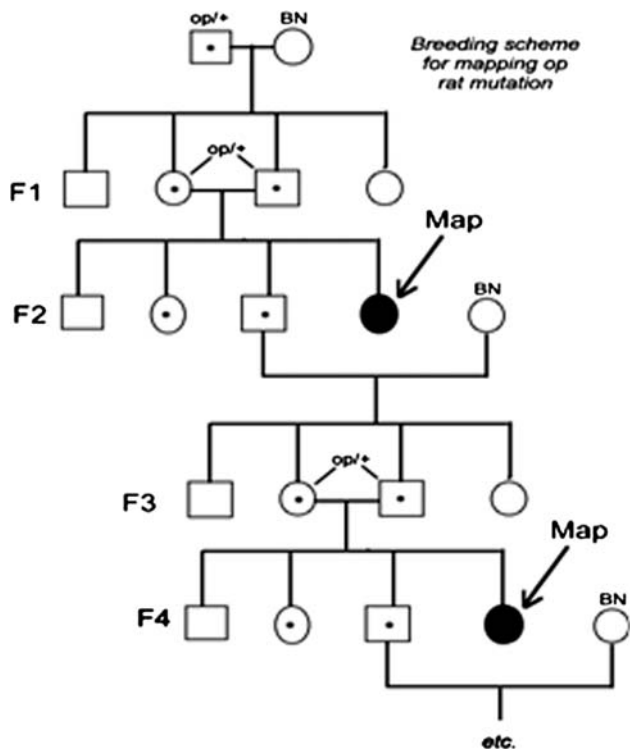 op/+
BN
Breeding scheme
for mapping op
rat mutation
op/+
F1
Map
F2
BN
op/+
F3
Map
F4
BN
etc.